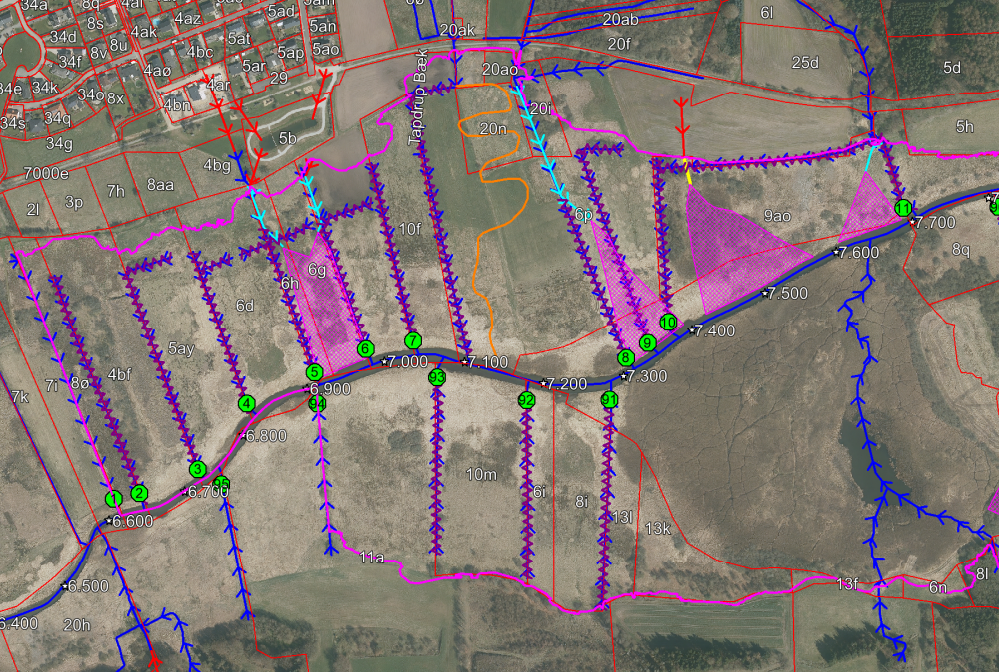 34a
8q
4al
4az
5ad
5am
8s
4ak
5at
5an
34d
8u
4bc
5ap
5ao
34f
8v
4aø
5ar
29
34e
34k
34o
8x
4ar
4bn
34s
34q
34g
5b
7000e
4bg
8aa
7h
3p
2l
20ak
20ab
20f
20ao
Tapdrup Bæk
20i
20n
6l
25d
5d
5h
10f
6p
9ao
8q
6g
6h
6d
5ay
4bf
8ø
7i
7k
1
2
3
4
5
6
7
8
9
10
11
91
92
93
94
95
6.400
6.500
6.600
6.700
6.800
6.900
7.000
7.100
7.200
7.300
7.400
7.500
7.600
7.700
10m
6i
8i
13l
13k
11a
20h
13f
6n
8l